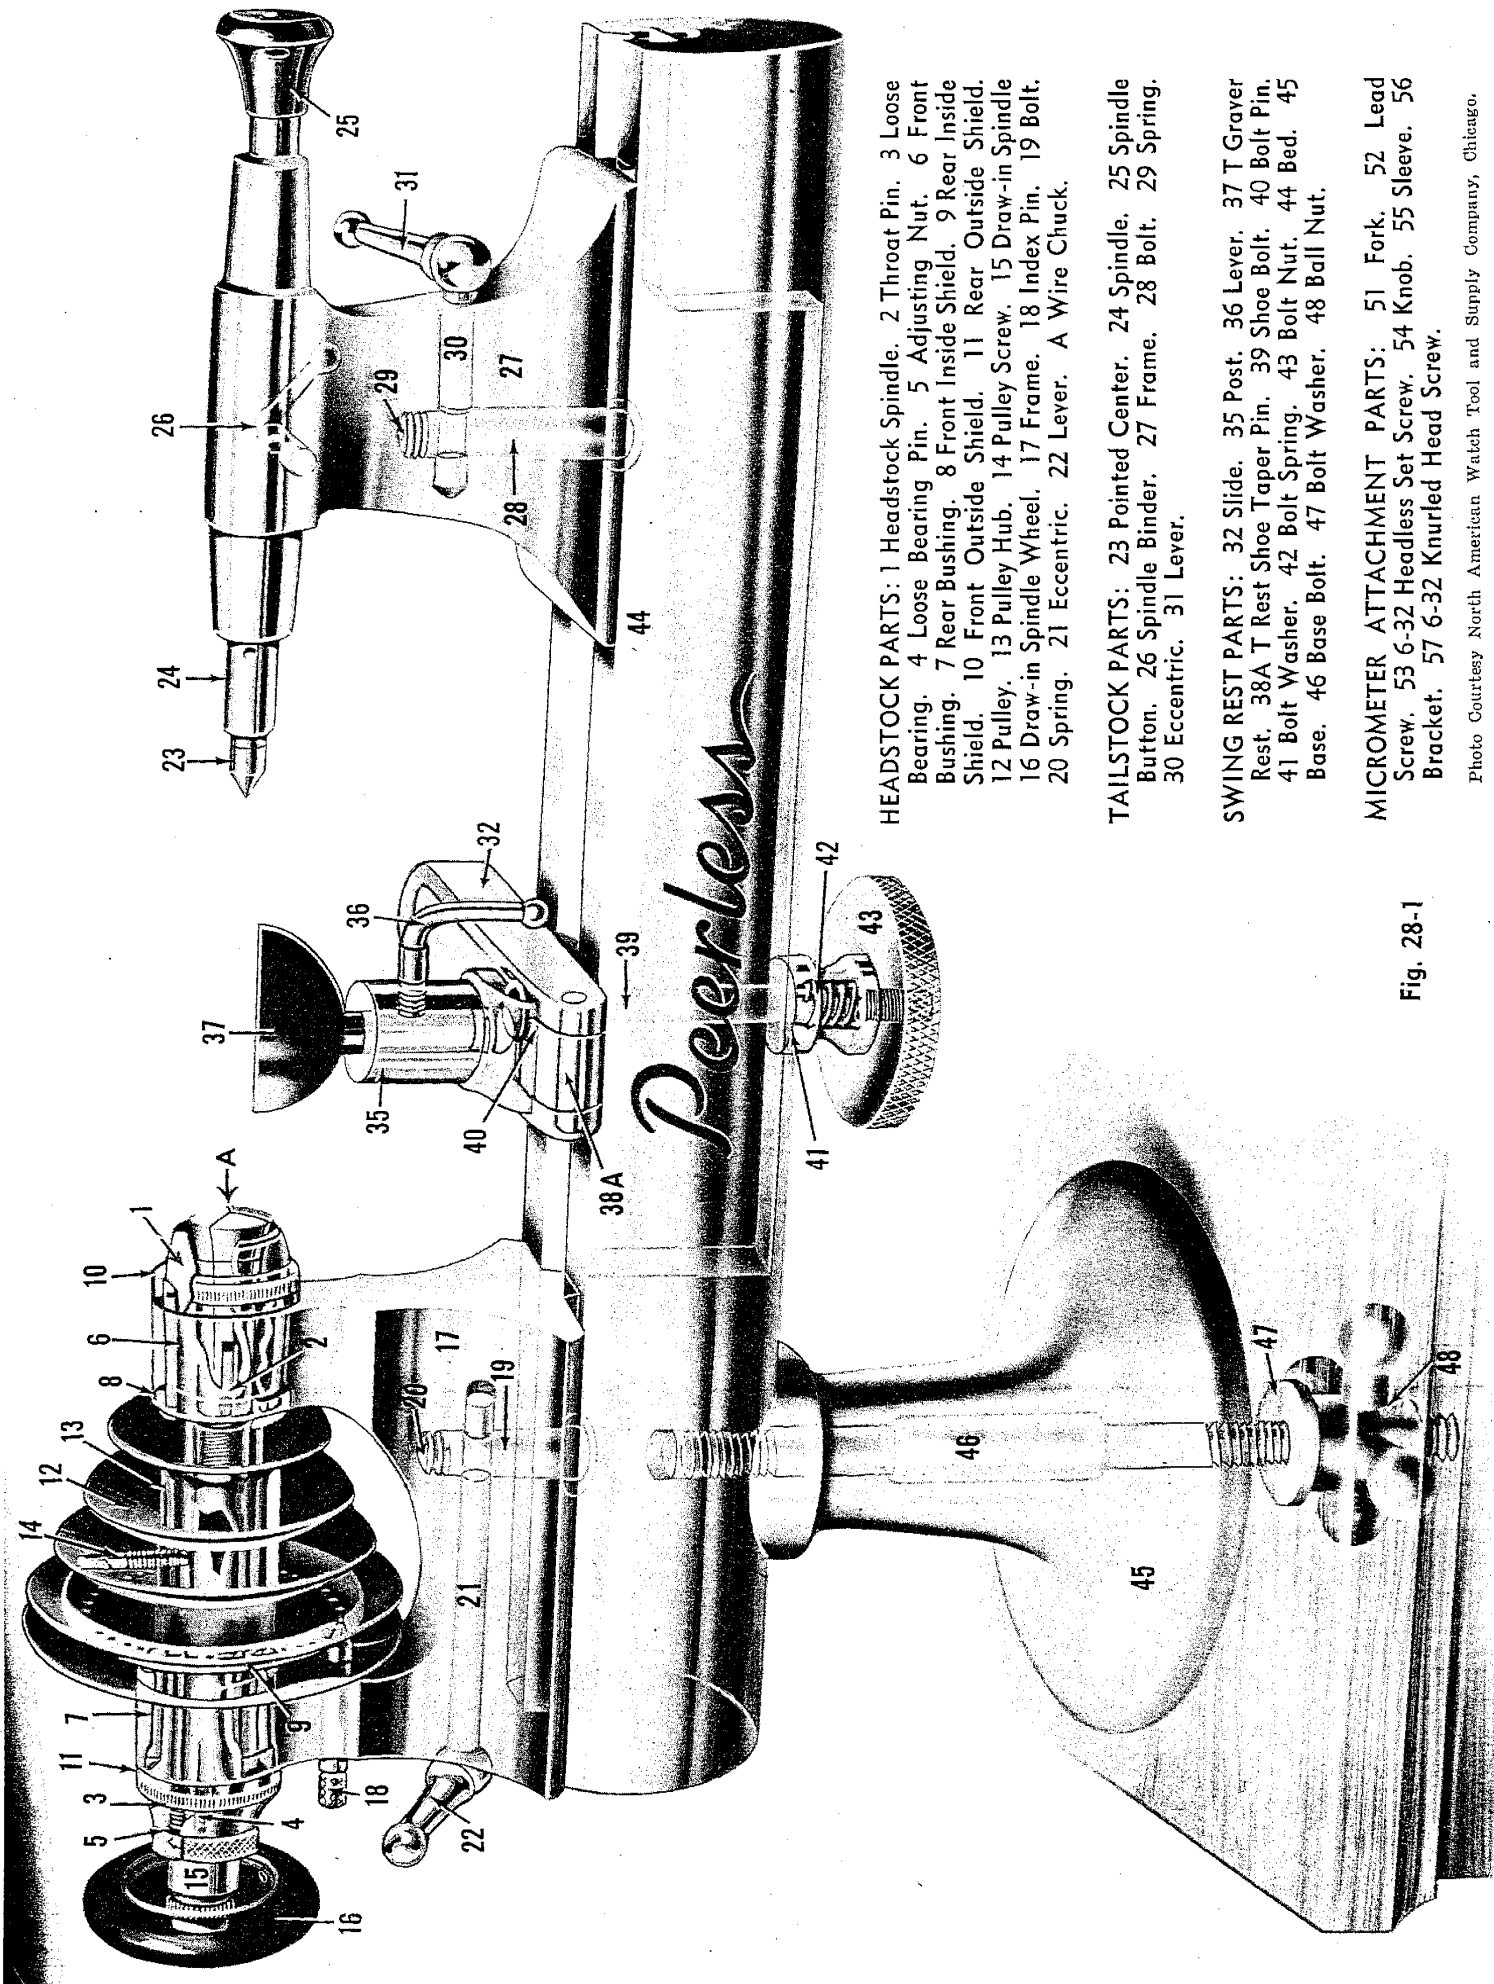 25
31
26
30
29
27
28
24
44
23
32
36
42
37
39
43
35
40
41
38A
A
1
10
6
2
17
8
20
19
47
48
13
12
46
14
45
21
7
9
11
3
18
4
5
22
15
16
Peerless
HEADSTOCK PARTS: 1 Headstock Spindle. 2 Throat Pin. 3 Loose
Bearing. 4 Loose Bearing Pin. 5 Adjusting Nut. 6 Front
Bushing. 7 Rear Bushing. 8 Front Inside Shield. 9 Rear Inside
Shield. 10 Front Outside Shield. 11 Rear Outside Shield.
12 Pulley. 13 Pulley Hub. 14 Pulley Screw. 15 Draw-in Spindle
16 Draw-in Spindle Wheel. 17 Frame. 18 Index Pin. 19 Bolt.
20 Spring. 21 Eccentric. 22 Lever. A Wire Chuck.
TAILSTOCK PARTS: 23 Pointed Center. 24 Spindle. 25 Spindle
Button. 26 Spindle Binder. 27 Frame. 28 Bolt. 29 Spring.
30 Eccentric. 31 Lever.
SWING REST PARTS: 32 Slide. 35 Post. 36 Lever. 37 T Graver
Rest. 38A T Rest Shoe Taper Pin. 39 Shoe Bolt. 40 Bolt Pin.
41 Bolt Washer. 42 Bolt Spring. 43 Bolt Nut. 44 Bed. 45
Base. 46 Base Bolt. 47 Bolt Washer. 48 Ball Nut.
MICROMETER ATTACHMENT PARTS: 51 Fork. 52 Lead
Screw. 53 6-32 Headless Set Screw. 54 Knob. 55 Sleeve. 56
Bracket. 57 6-32 Knurled Head Screw.
Photo Courtesy North American Watch Tool and Supply Company, Chicago.
Fig. 28-1